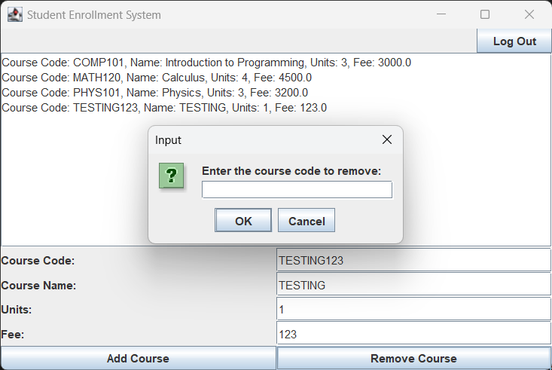 Student Enrollment System
Log Out
Course Code: COMP101, Name: Introduction to Programming, Units: 3, Fee: 3000.0
Course Code: MATH120, Name: Calculus, Units: 4, Fee: 4500.0
Course Code: PHYS101, Name: Physics, Units: 3, Fee: 3200.0
Course Code: TESTING123, Name: TESTING, Units: 1, Fee: 123.0
Input
?
Enter the course code to remove:
OK Cancel
Course Code: TESTING123
Course Name: TESTING
Units: 1
Fee: 123
Add Course Remove Course